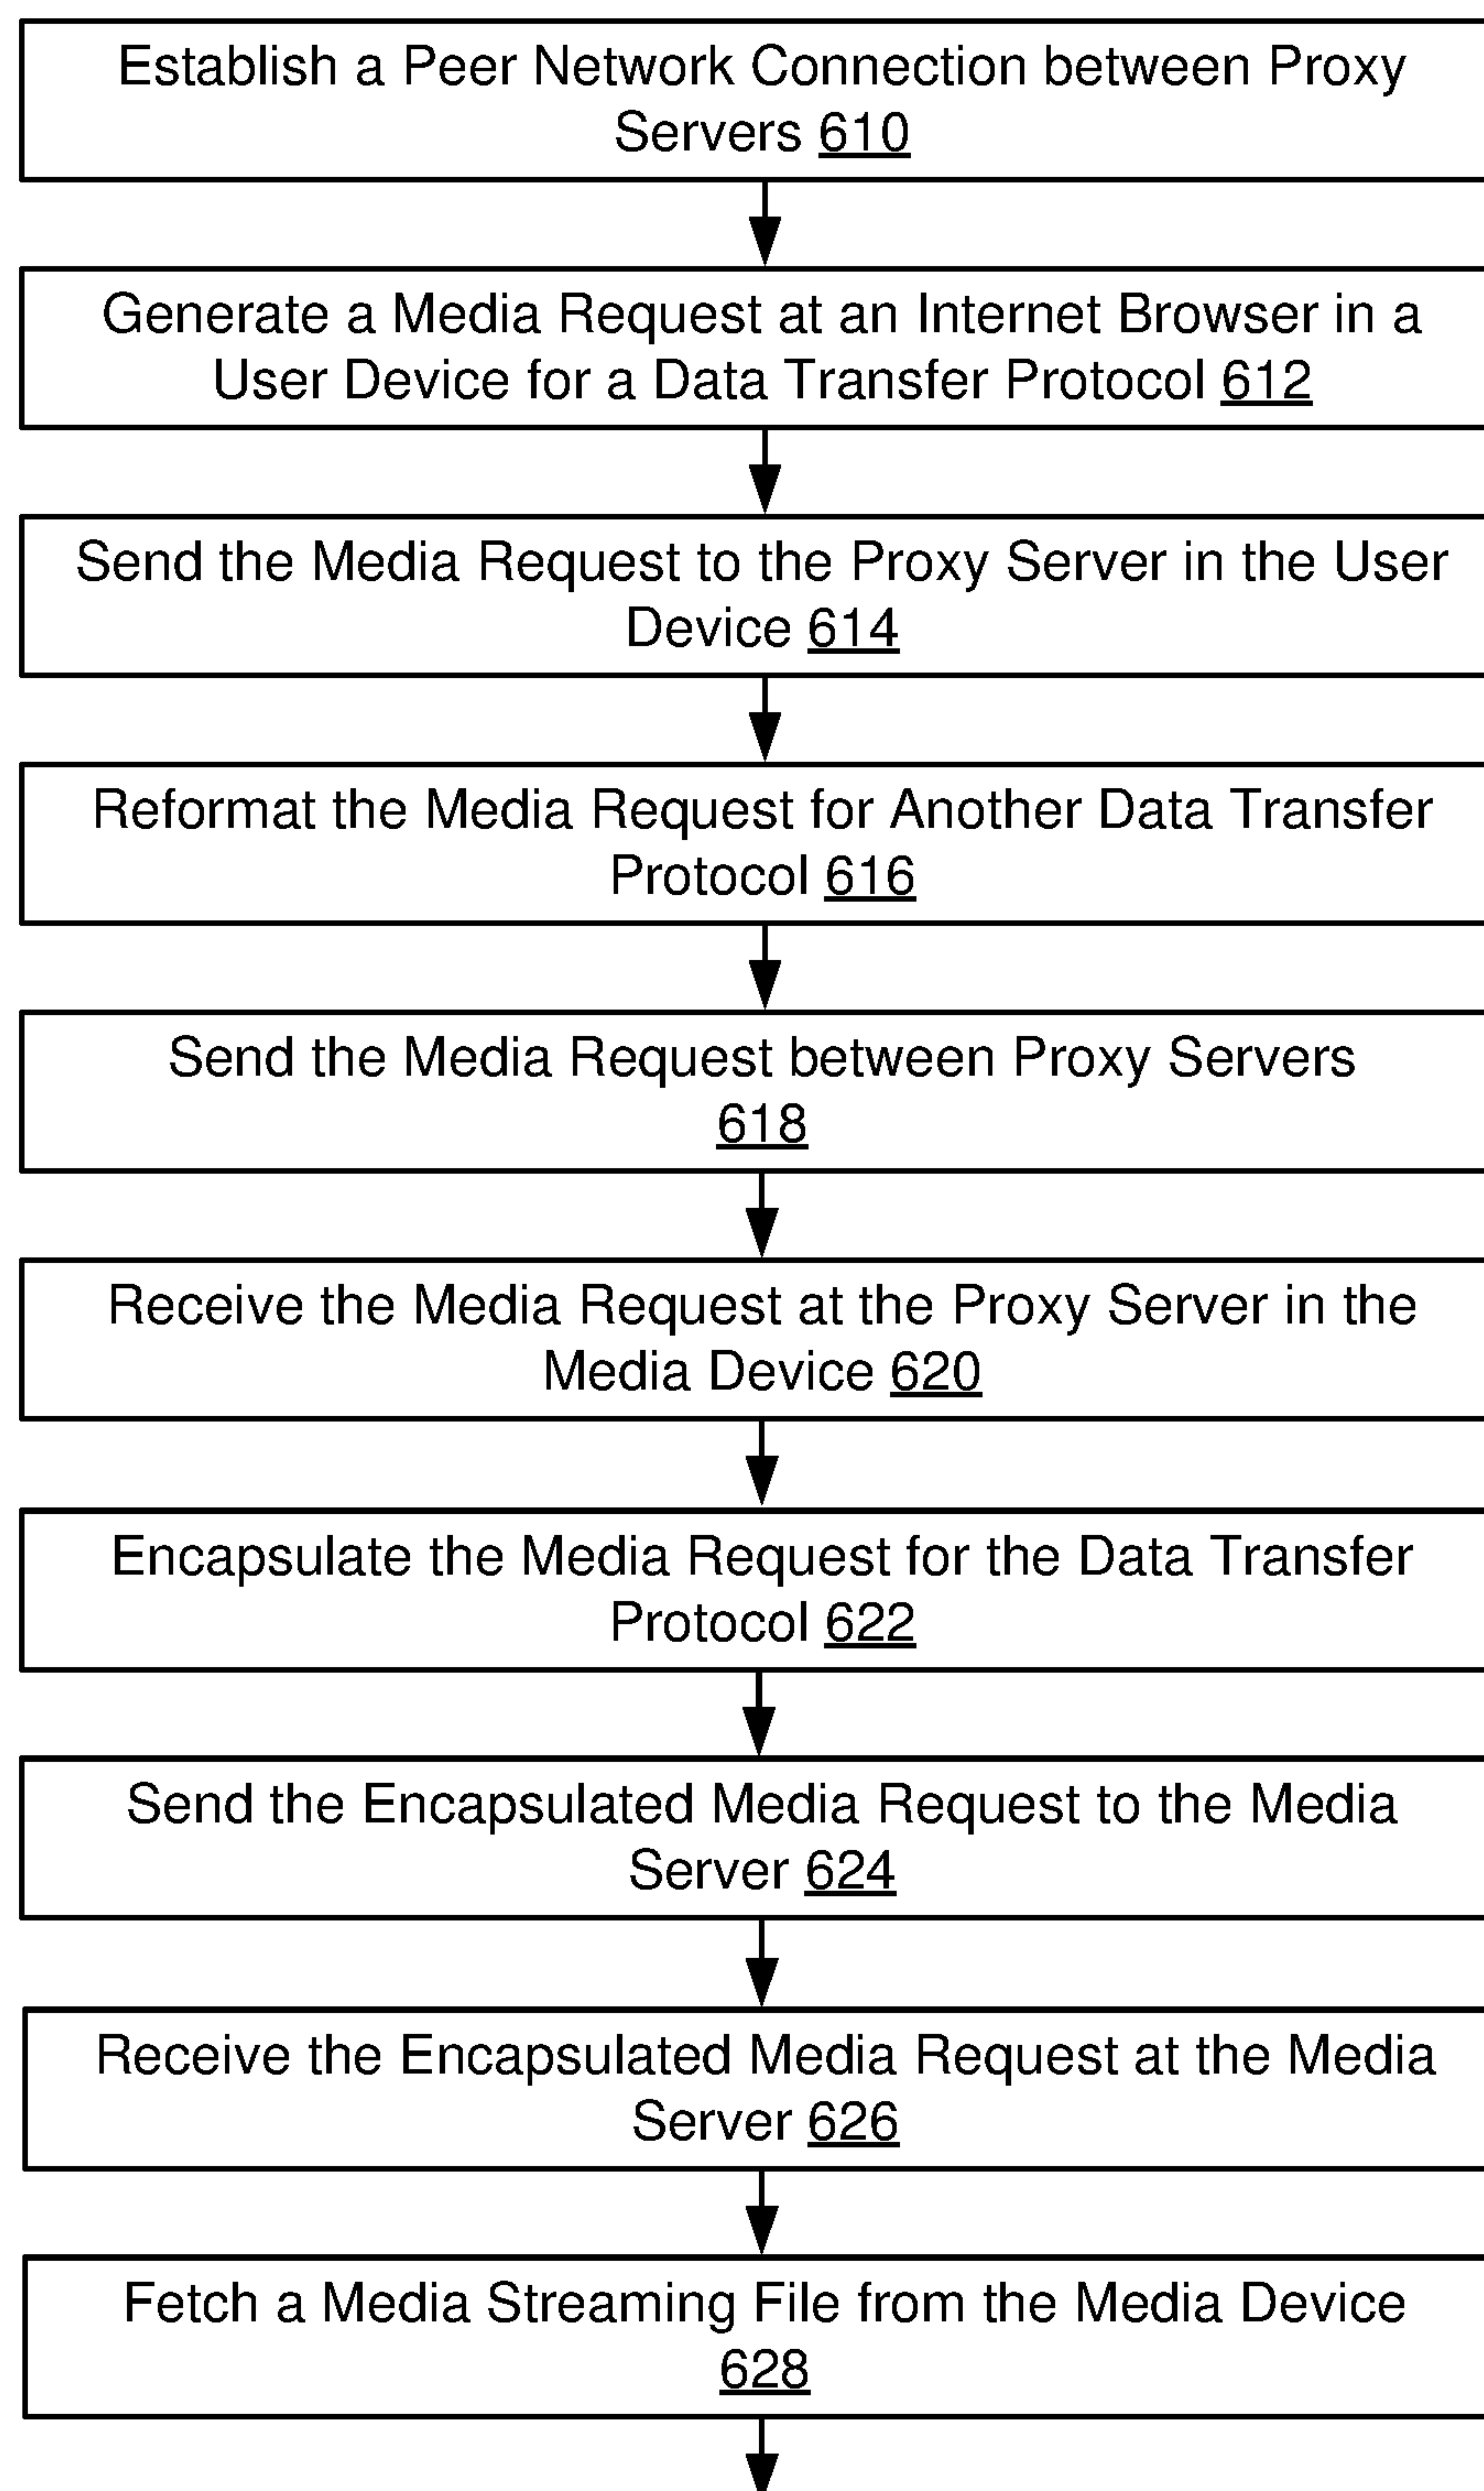 Establish a Peer Network Connection between Proxy
Servers 610
Generate a Media Request at an Internet Browser in a
User Device for a Data Transfer Protocol 612
Send the Media Request to the Proxy Server in the User
Device 614
Reformat the Media Request for Another Data Transfer
Protocol 616
Send the Media Request between Proxy Servers
618
Receive the Media Request at the Proxy Server in the
Media Device 620
Encapsulate the Media Request for the Data Transfer
Protocol 622
Send the Encapsulated Media Request to the Media
Server 624
Receive the Encapsulated Media Request at the Media
Server 626
Fetch a Media Streaming File from the Media Device
628